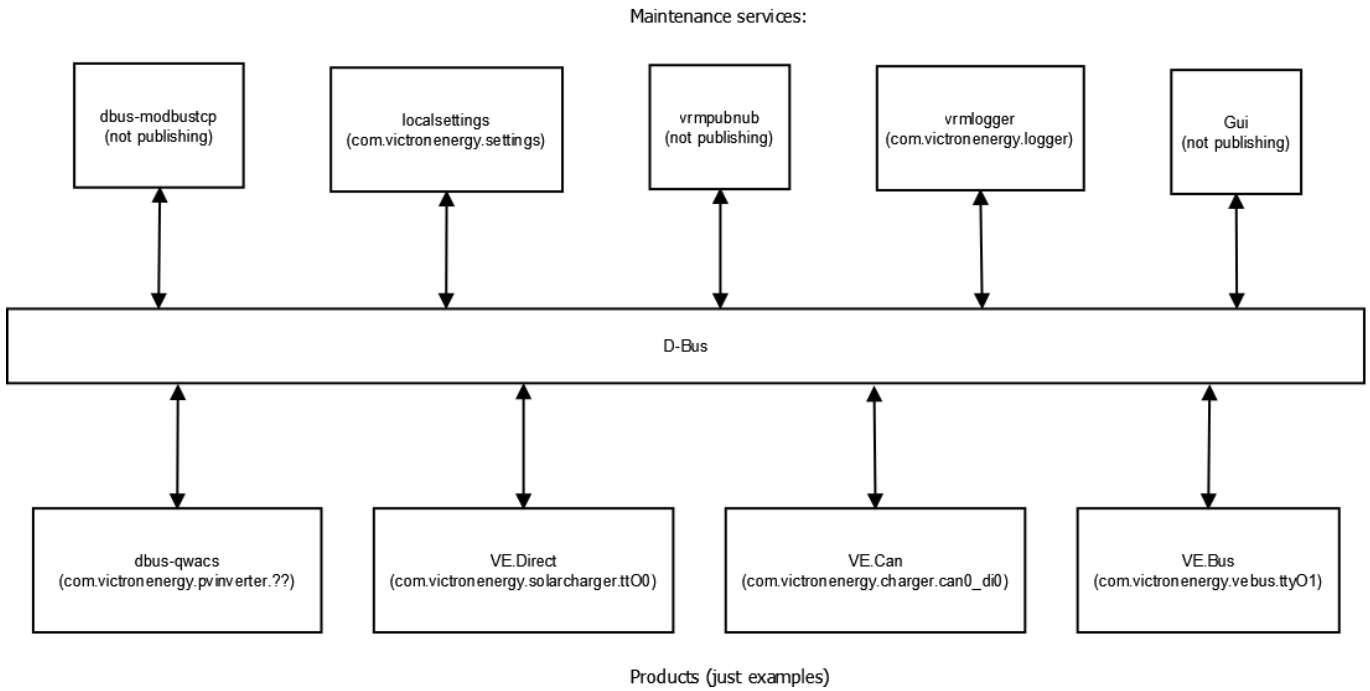 Maintenance services:
dbus-modbustcp
(not publishing)
localsettings
(com.victronenergy.settings)
vrmpubnub
(not publishing)
vrmlogger
(com.victronenergy.logger)
Gui
(not publishing)
D-Bus
dbus-qwacs
(com.victronenergy.pvinverter.??)
VE.Direct
(com.victronenergy.solarcharger.ttO0)
VE.Can
(com.victronenergy.charger.can0_di0)
VE.Bus
(com.victronenergy.vebus.ttyO1)
Products (just examples)